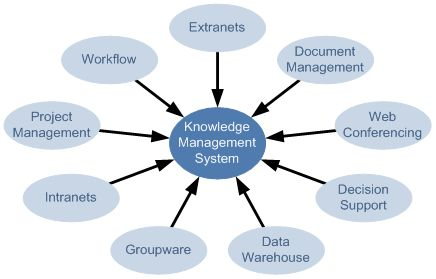 Extranets
Document
Management
Web
Conferencing
Decision
Support
Data
Warehouse
Groupware
Intranets
Project
Management
Workflow
Knowledge
Management
System